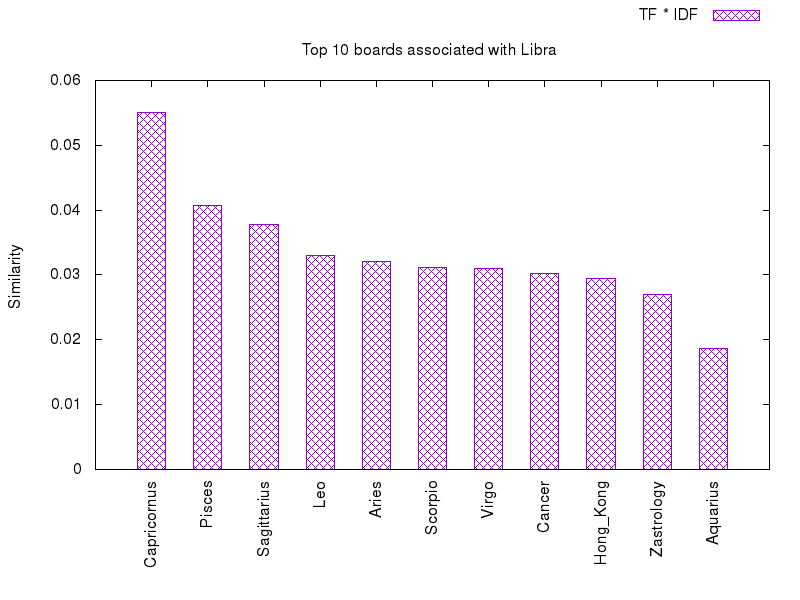 TF * IDF
Top 10 boards associated with Libra
Similarity
0.06
0.05
0.04
0.03
0.02
0.01
0
Capricornus
Pisces
Sagittarius
Leo
Aries
Scorpio
Virgo
Cancer
Hong_Kong
Zastrology
Aquarius